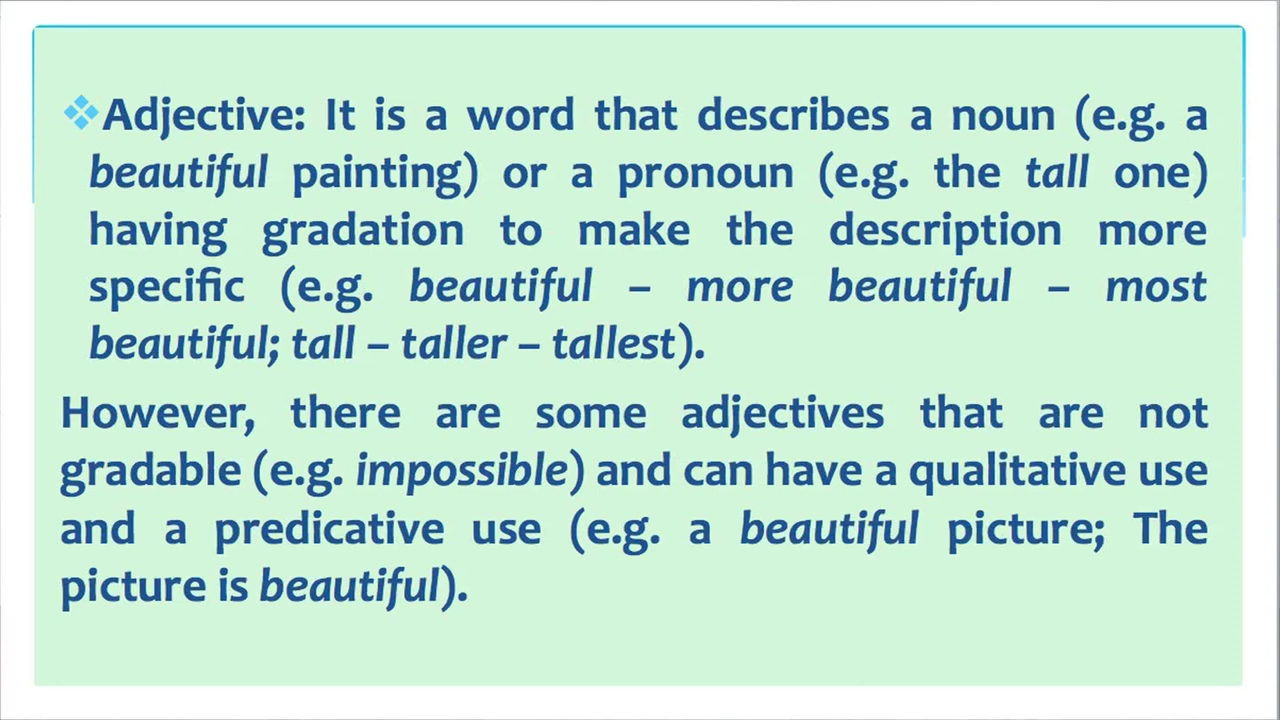 ❖Adjective: It is a word that describes a noun (e.g. a
beautiful painting) or a pronoun (e.g. the tall one)
having gradation to make the description more
specific (e.g. beautiful – more beautiful – most
beautiful; tall – taller – tallest).
However, there are some adjectives that are not
gradable (e.g. impossible) and can have a qualitative use
and a predicative use (e.g. a beautiful picture; The
picture is beautiful).